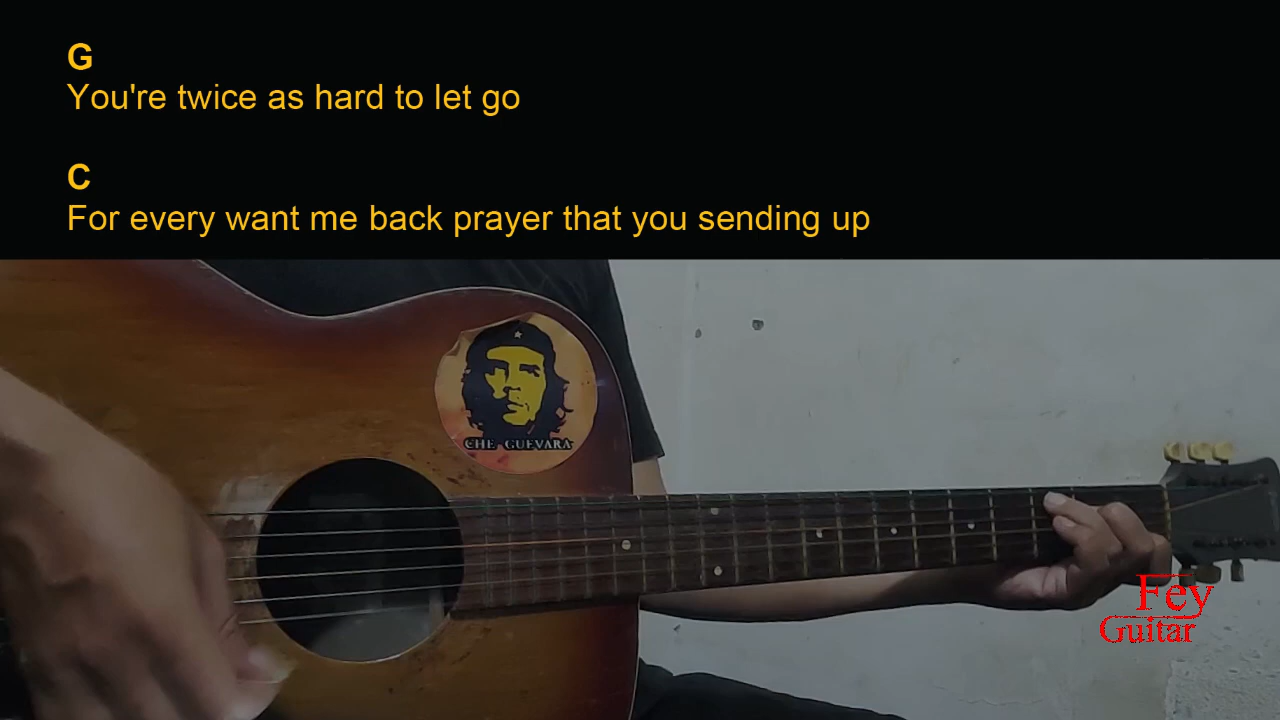 G
You're twice as hard to let go
C
For every want me back prayer that you sending up
CHE GUEVARA
Fey
Guitar